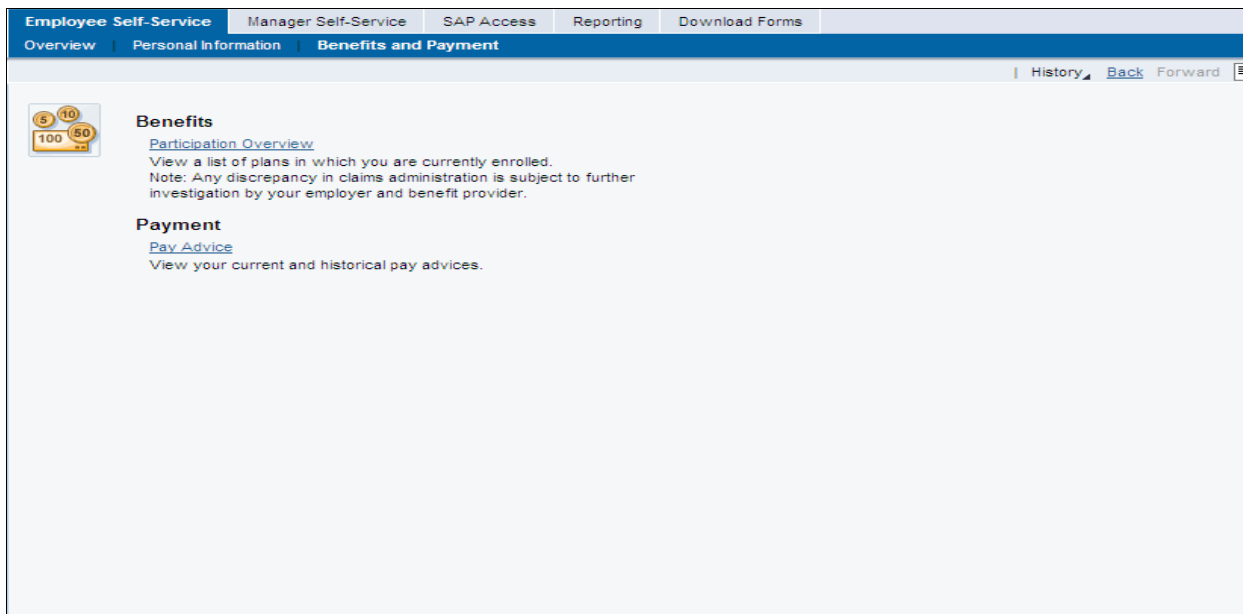 Employee Self-Service Manager Self-Service SAP Access Reporting Download Forms
Overview | Personal Information | Benefits and Payment
| History Back Forward
5 10
100 50
Benefits
Participation Overview
View a list of plans in which you are currently enrolled.
Note: Any discrepancy in claims administration is subject to further
investigation by your employer and benefit provider.
Payment
Pay Advice
View your current and historical pay advices.